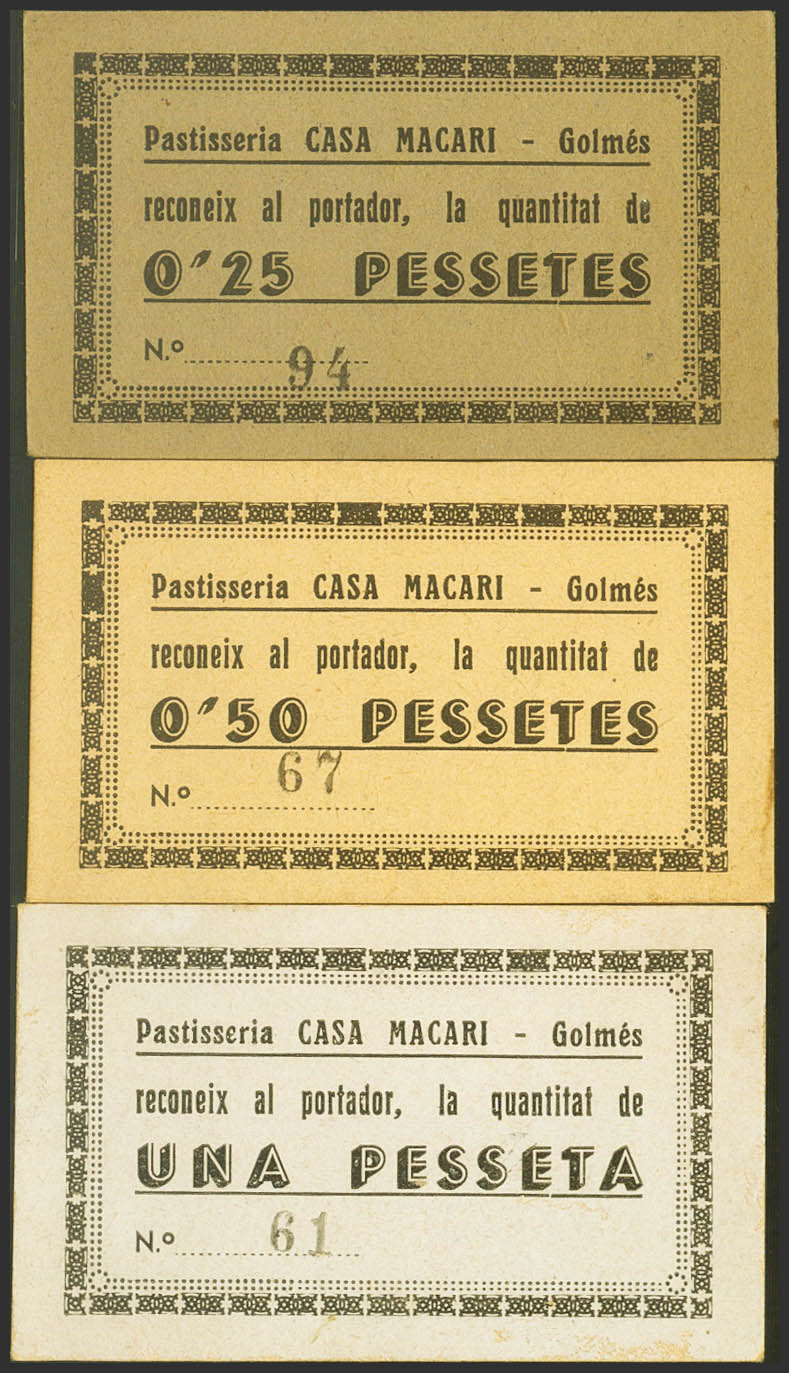 Pastisseria CASA MACARI - Golmés
reconeix al portador, la quantitat de
0'25 PESSETES
N.º 94
Pastisseria CASA MACARI - Golmés
reconeix al portador, la quantitat de
0'50 PESSETES
N.º 67
Pastisseria CASA MACARI - Golmés
reconeix al portador, la quantitat de
UNA PESSETA
N.º 61